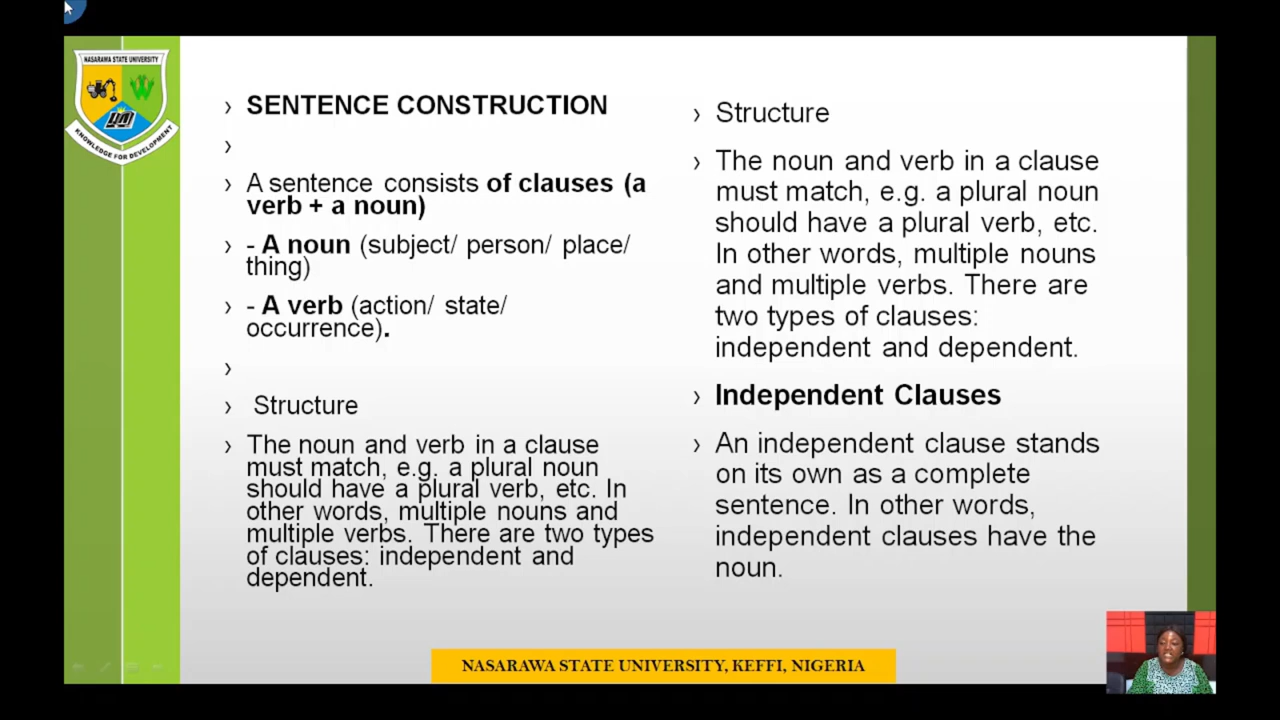 NASARAWA STATE UNIVERSITY
KNOWLEDGE FOR DEVELOPMENT
SENTENCE CONSTRUCTION
A sentence consists of clauses (a
verb + a noun)
- A noun (subject/ person/ place/
thing)
- A verb (action/ state/
occurrence).
Structure
The noun and verb in a clause
must match, e.g. a plural noun
should have a plural verb, etc. In
other words, multiple nouns and
multiple verbs. There are two types
of clauses: independent and
dependent.
Structure
The noun and verb in a clause
must match, e.g. a plural noun
should have a plural verb, etc.
In other words, multiple nouns
and multiple verbs. There are
two types of clauses:
independent and dependent.
Independent Clauses
An independent clause stands
on its own as a complete
sentence. In other words,
independent clauses have the
noun.
NASARAWA STATE UNIVERSITY, KEFFI, NIGERIA